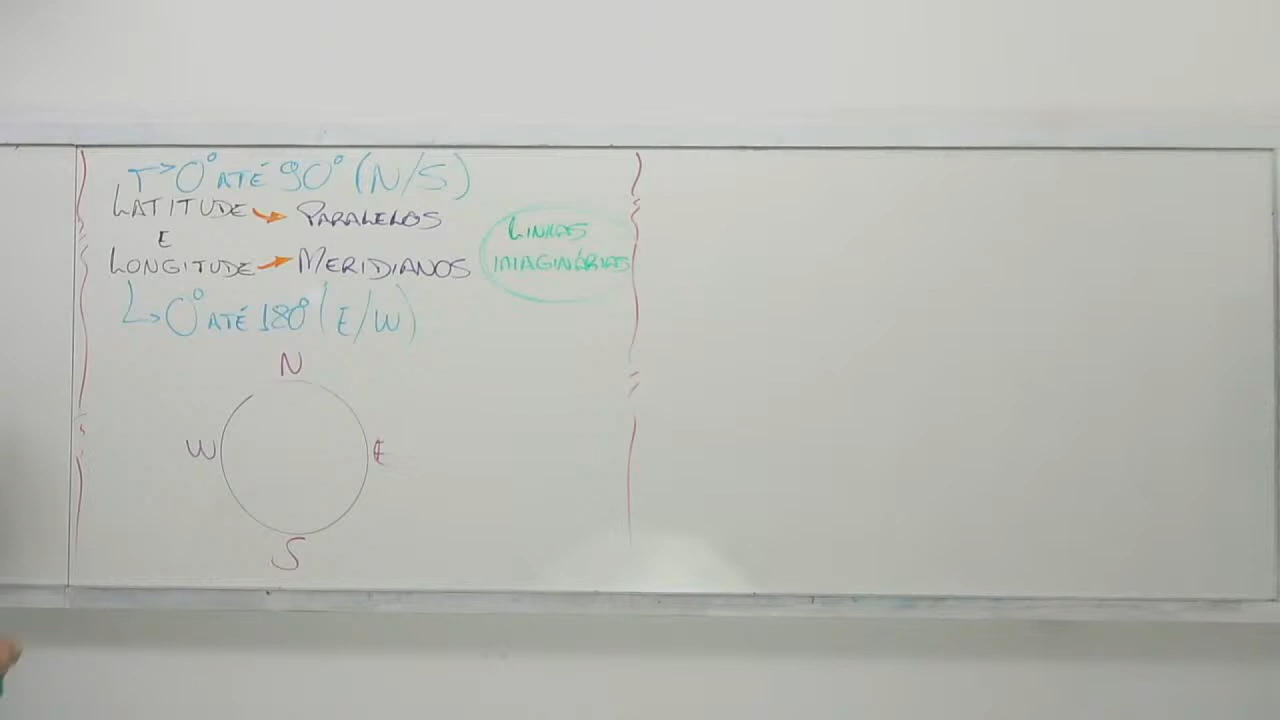 0° ATÉ 90° (N/S)
LATITUDE → PARALELOS
E
LONGITUDE → MERIDIANOS
0° ATÉ 180° (E/W)
LINHAS
IMAGINÁRIAS
N
W E
S